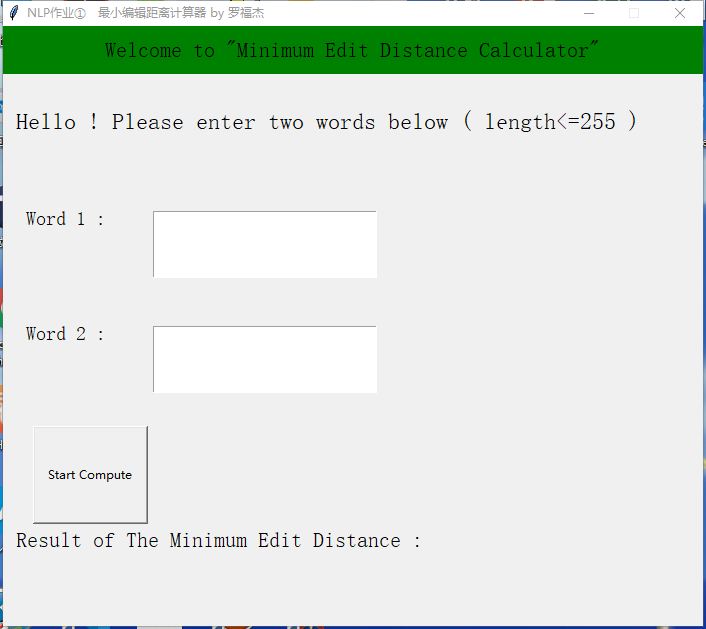 NLP作业① 最小编辑距离计算器 by 罗福杰
Welcome to "Minimum Edit Distance Calculator"
Hello ! Please enter two words below ( length<=255 )
Word 1 :
Word 2 :
Start Compute
Result of The Minimum Edit Distance :